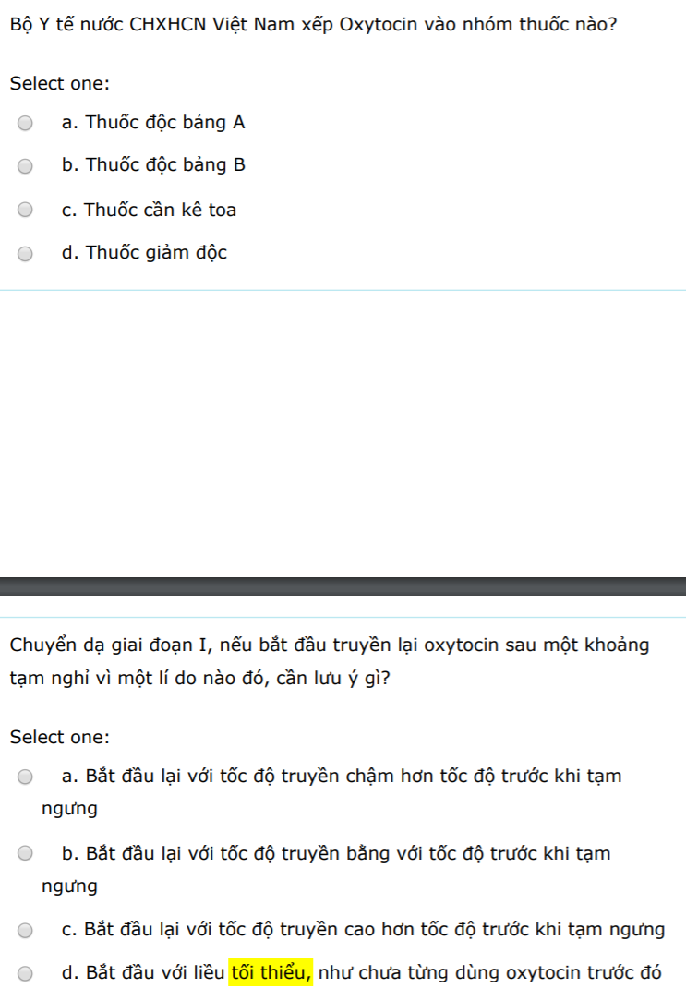 Bộ Y tế nước CHXHCN Việt Nam xếp Oxytocin vào nhóm thuốc nào?
Select one:
a. Thuốc độc bảng A
b. Thuốc độc bảng B
c. Thuốc cần kê toa
d. Thuốc giảm độc
Chuyển dạ giai đoạn I, nếu bắt đầu truyền lại oxytocin sau một khoảng
tạm nghỉ vì một lí do nào đó, cần lưu ý gì?
Select one:
a. Bắt đầu lại với tốc độ truyền chậm hơn tốc độ trước khi tạm
ngưng
b. Bắt đầu lại với tốc độ truyền bằng với tốc độ trước khi tạm
ngưng
c. Bắt đầu lại với tốc độ truyền cao hơn tốc độ trước khi tạm ngưng
d. Bắt đầu với liều tối thiểu, như chưa từng dùng oxytocin trước đó